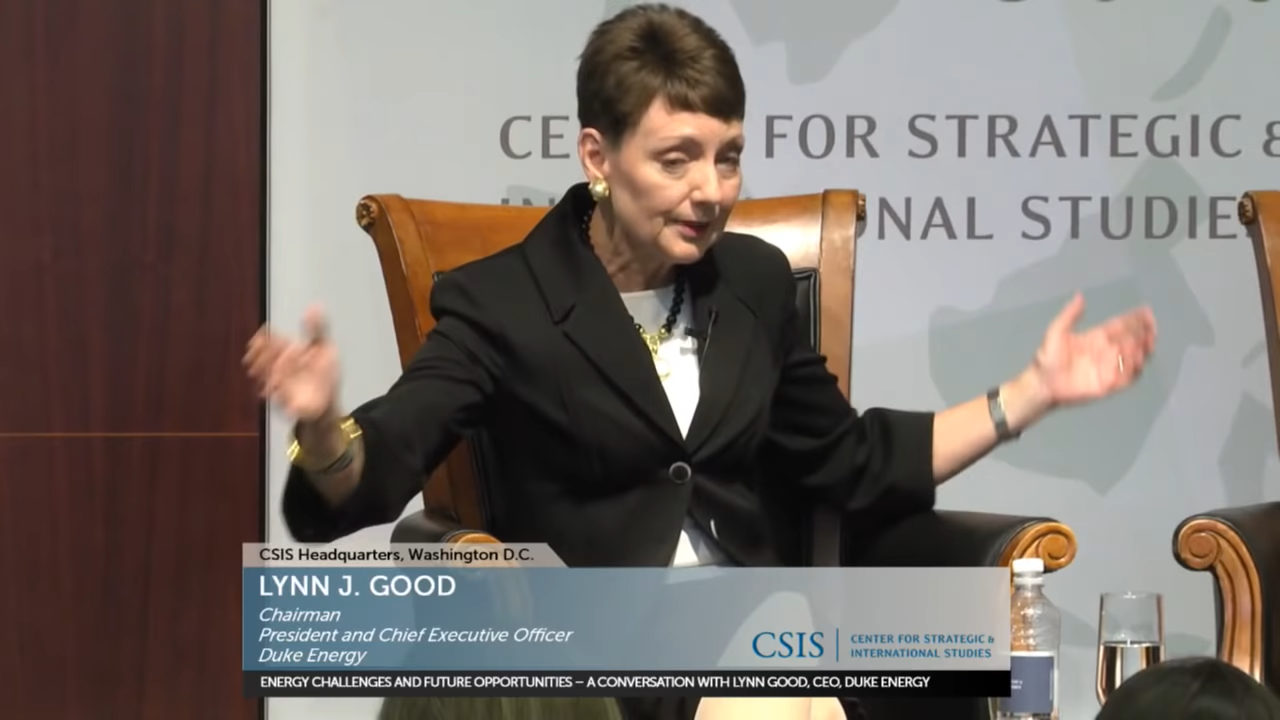 CE FOR STRATEGIC &
IN NAL STUDIE
CSIS Headquarters, Washington D.C.
LYNN J. GOOD
Chairman
President and Chief Executive Officer
Duke Energy
CSIS | CENTER FOR STRATEGIC &
INTERNATIONAL STUDIES
ENERGY CHALLENGES AND FUTURE OPPORTUNITIES – A CONVERSATION WITH LYNN GOOD, CEO, DUKE ENERGY